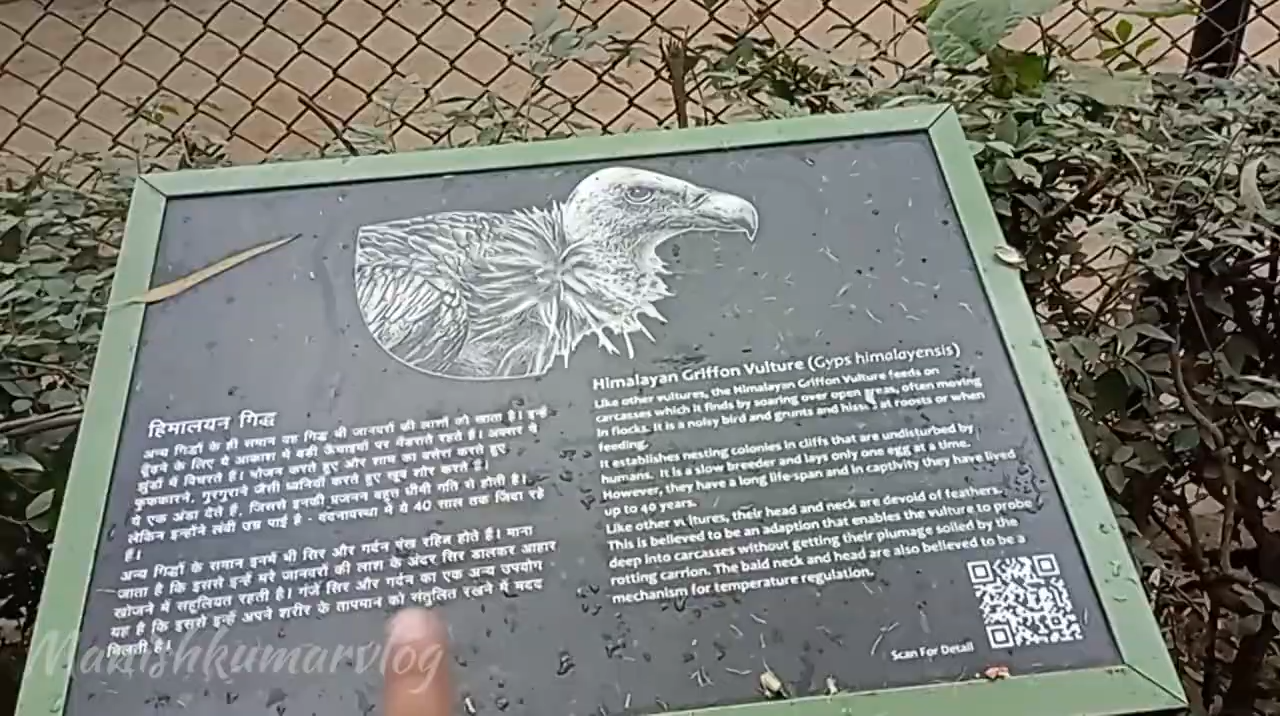 हिमालयन गिद्ध
अन्य गिद्धों के ही समान यह गिद्ध भी जानवरों की लाशों को खाता है। इन्हें
ढूँढने के लिए ये आकाश में बड़ी ऊँचाइयों पर मँडराते रहते हैं। अक्सर ये
झुंडों में विचरते हैं। भोजन करते हुए और शाम का बसेरा करते हुए
फुफकारने, गुरगुराने जैसी ध्वनियाँ करते हुए खूब शोर करते हैं।
ये एक अंडा देते हैं, जिससे इनकी प्रजनन बहुत धीमी गति से होती है।
लेकिन इन्होंने लंबी उम्र पाई है - बंदनावस्था में ये 40 साल तक जिंदा रहे
हैं।
अन्य गिद्धों के समान इनमें भी सिर और गर्दन पंख रहित होते हैं। माना
जाता है कि इससे इन्हें मरे जानवरों की लाश के अंदर सिर डालकर आहार
खोजने में सहूलियत रहती है। गंजे सिर और गर्दन का एक अन्य उपयोग
यह है कि इससे इन्हें अपने शरीर के तापमान को संतुलित रखने में मदद
मिलती है।
Himalayan Griffon Vulture (Gyps himalayensis)
Like other vultures, the Himalayan Griffon Vulture feeds on
carcasses which it finds by soaring over open areas, often moving
in flocks. It is a noisy bird and grunts and hisses at roosts or when
feeding.
It establishes nesting colonies in cliffs that are undisturbed by
humans. It is a slow breeder and lays only one egg at a time.
However, they have a long life-span and in captivity they have lived
up to 40 years.
Like other vultures, their head and neck are devoid of feathers.
This is believed to be an adaption that enables the vulture to probe
deep into carcasses without getting their plumage soiled by the
rotting carrion. The bald neck and head are also believed to be a
mechanism for temperature regulation.
Scan For Detail
Manishkumarvlog